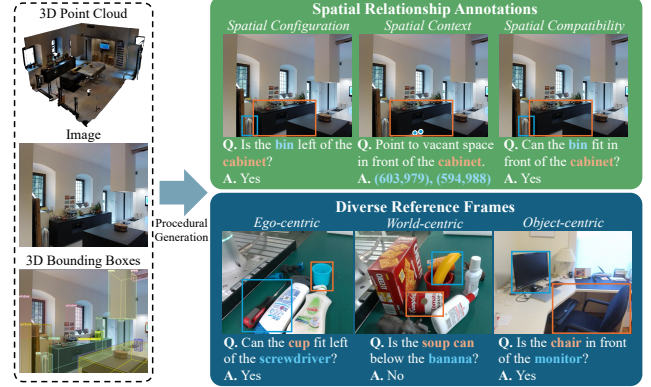 3D Point Cloud
Image
3D Bounding Boxes
Procedural
Generation
Spatial Relationship Annotations
Spatial Configuration
Q. Is the bin left of the
cabinet?
A. Yes
Spatial Context
Q. Point to vacant space
in front of the cabinet.
A. (603,979), (594,988)
Spatial Compatibility
Q. Can the bin fit in
front of the cabinet?
A. Yes
Diverse Reference Frames
Ego-centric
Q. Can the cup fit left
of the screwdriver?
A. Yes
World-centric
Q. Is the soup can
below the banana?
A. No
Object-centric
Q. Is the chair in front
of the monitor?
A. Yes